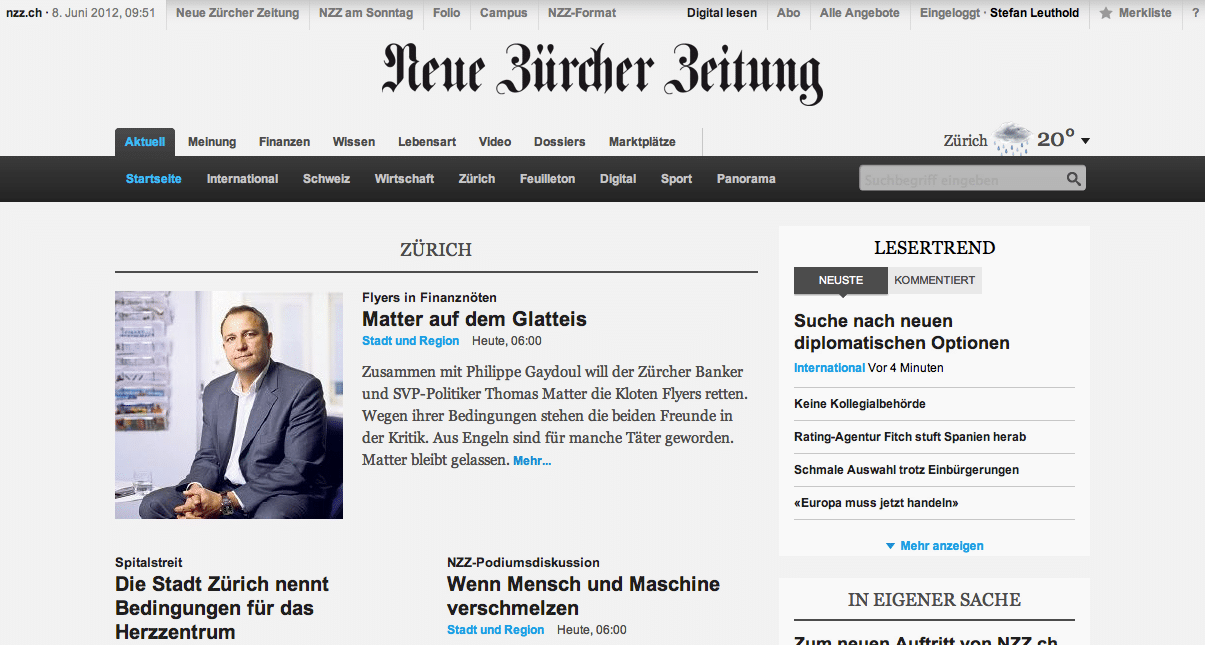 nzz.ch · 8. Juni 2012, 09:51 Neue Zürcher Zeitung NZZ am Sonntag Folio Campus NZZ-Format Digital lesen Abo Alle Angebote Eingeloggt · Stefan Leuthold Merkliste ?
Neue Zürcher Zeitung
Aktuell Meinung Finanzen Wissen Lebensart Video Dossiers Marktplätze Zürich 20°
Startseite International Schweiz Wirtschaft Zürich Feuilleton Digital Sport Panorama Suchbegriff eingeben
ZÜRICH
Flyers in Finanznöten
Matter auf dem Glatteis
Stadt und Region Heute, 06:00
Zusammen mit Philippe Gaydoul will der Zürcher Banker
und SVP-Politiker Thomas Matter die Kloten Flyers retten.
Wegen ihrer Bedingungen stehen die beiden Freunde in
der Kritik. Aus Engeln sind für manche Täter geworden.
Matter bleibt gelassen. Mehr...
Spitalstreit
Die Stadt Zürich nennt
Bedingungen für das
Herzzentrum
NZZ-Podiumsdiskussion
Wenn Mensch und Maschine
verschmelzen
Stadt und Region Heute, 06:00
LESERTREND
NEUSTE KOMMENTIERT
Suche nach neuen
diplomatischen Optionen
International Vor 4 Minuten
Keine Kollegialbehörde
Rating-Agentur Fitch stuft Spanien herab
Schmale Auswahl trotz Einbürgerungen
«Europa muss jetzt handeln»
Mehr anzeigen
IN EIGENER SACHE
Zum neuen Auftritt von NZZ.ch